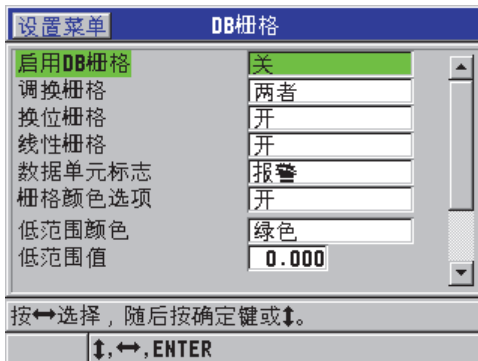 设置菜单 DB栅格
启用DB栅格 关
调换栅格 两者
换位栅格 开
线性栅格 开
数据单元标志 报警
栅格颜色选项 开
低范围颜色 绿色
低范围值 0.000
按↔选择，随后按确定键或↕。
↕,↔,ENTER